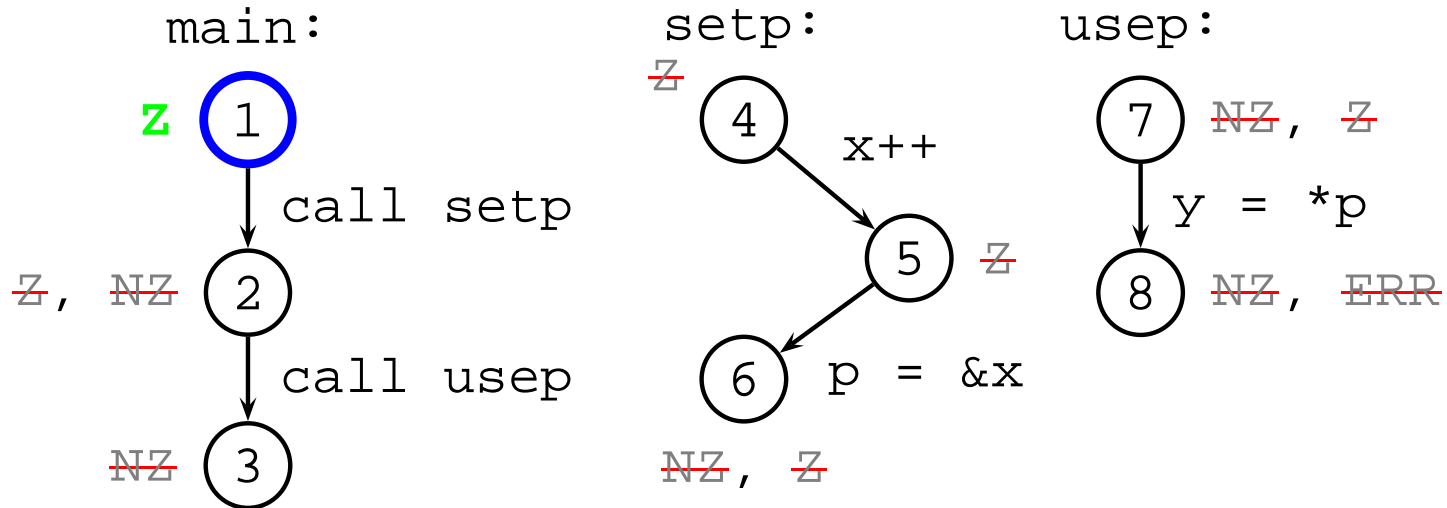 main:
Z 1
call setp
Z, NZ 2
call usep
NZ 3
setp:
Z
4
x++
5 Z
6 p = &x
NZ, Z
usep:
7 NZ, Z
y = *p
8 NZ, ERR